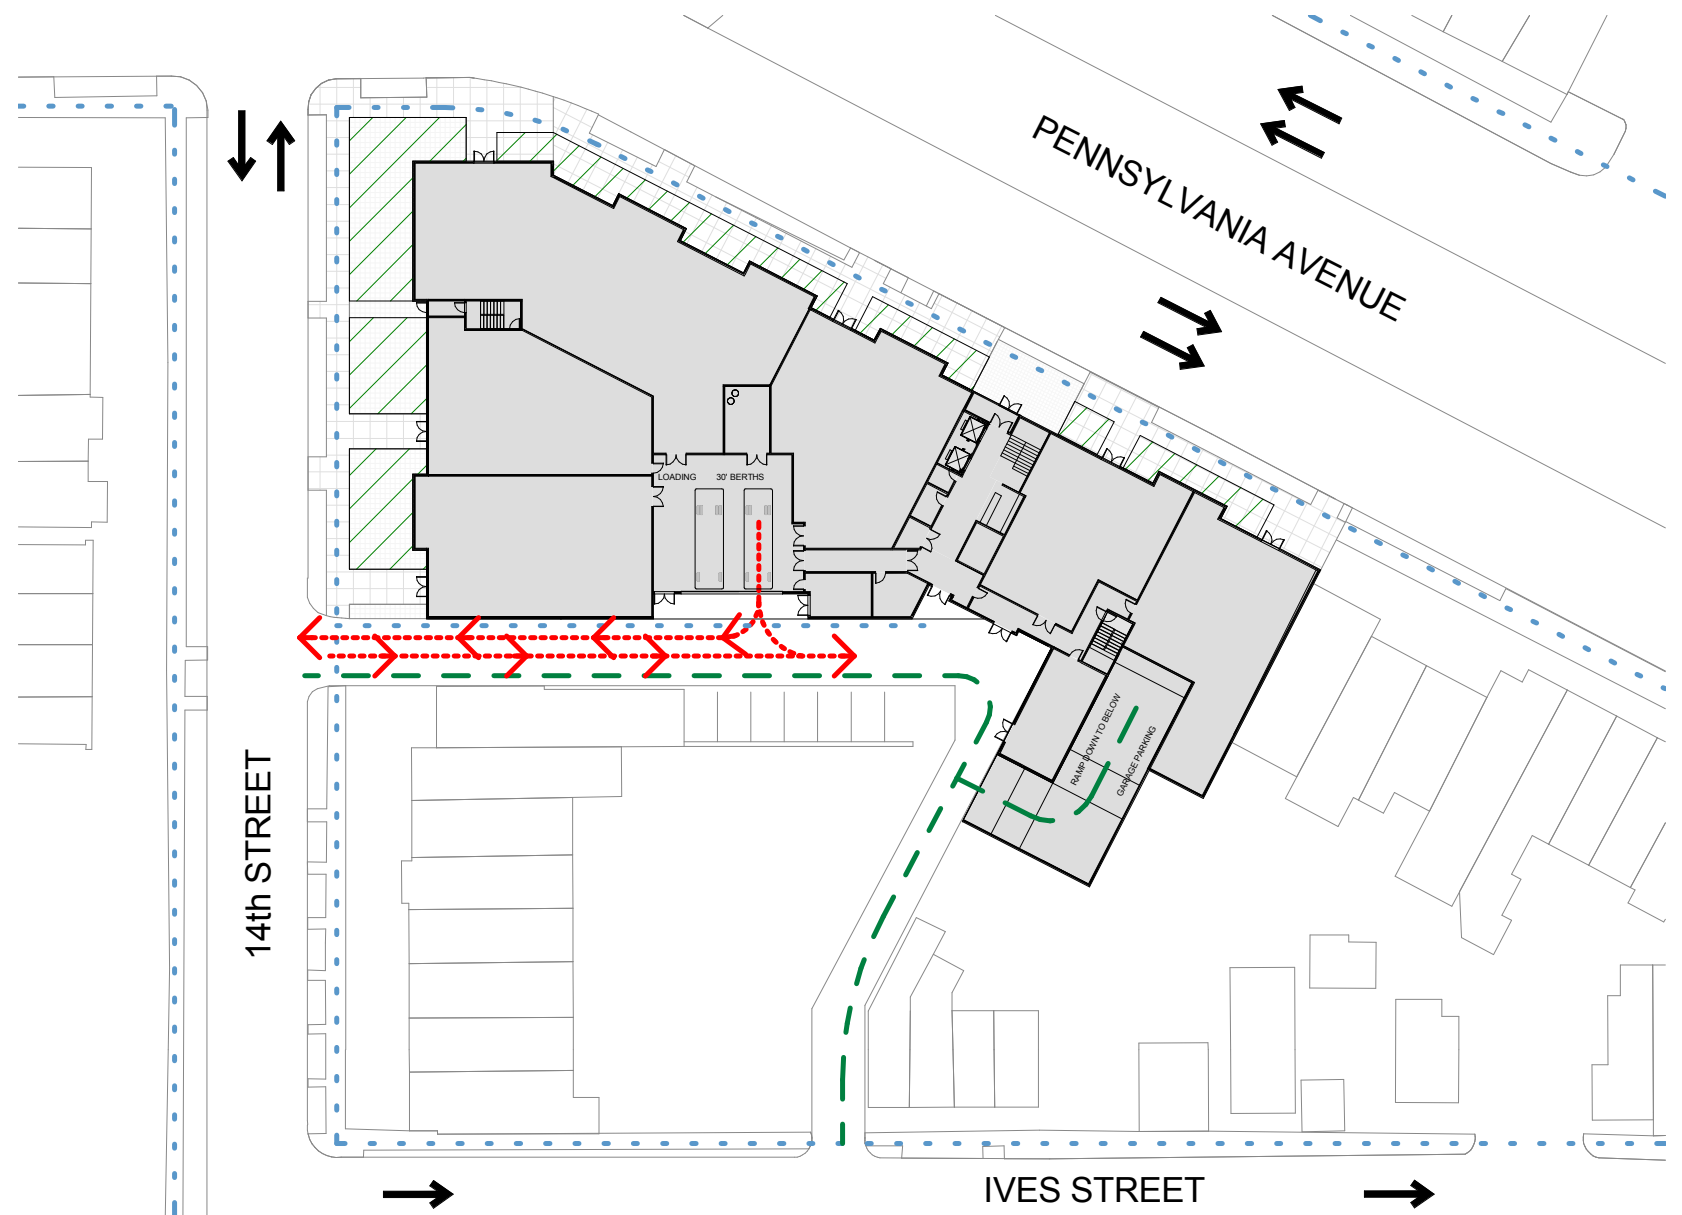 PENNSYLVANIA AVENUE
LOADING 30' BERTHS
RAMP DOWN TO BELOW
GARAGE PARKING
14th STREET
IVES STREET